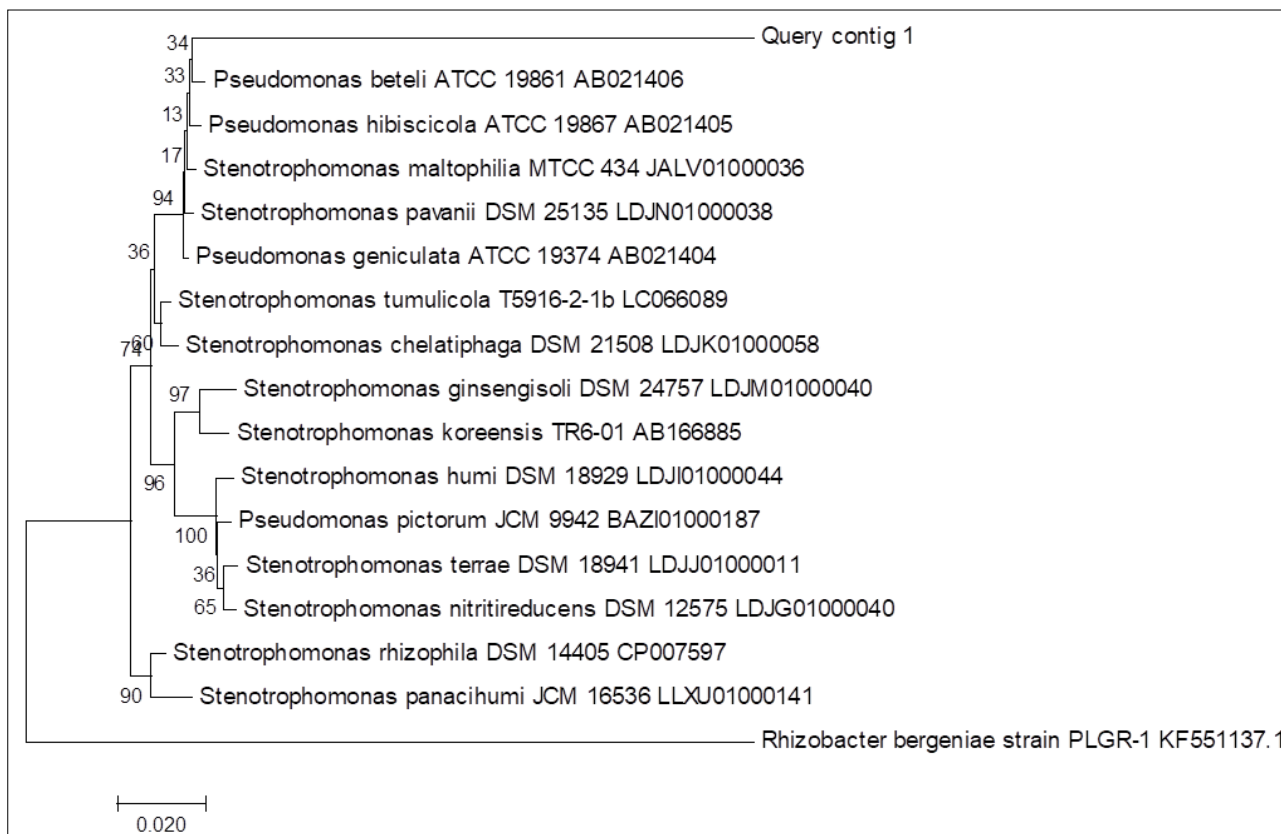 34
Query contig 1
33
Pseudomonas beteli ATCC 19861 AB021406
13
Pseudomonas hibiscicola ATCC 19867 AB021405
17
Stenotrophomonas maltophilia MTCC 434 JALV01000036
94
Stenotrophomonas pavanii DSM 25135 LDJN01000038
36
Pseudomonas geniculata ATCC 19374 AB021404
Stenotrophomonas tumulicola T5916-2-1b LC066089
74
60
Stenotrophomonas chelatiphaga DSM 21508 LDJK01000058
97
Stenotrophomonas ginsengisoli DSM 24757 LDJM01000040
Stenotrophomonas koreensis TR6-01 AB166885
96
Stenotrophomonas humi DSM 18929 LDJI01000044
100
Pseudomonas pictorum JCM 9942 BAZI01000187
36
Stenotrophomonas terrae DSM 18941 LDJJ01000011
65
Stenotrophomonas nitritireducens DSM 12575 LDJG01000040
Stenotrophomonas rhizophila DSM 14405 CP007597
90
Stenotrophomonas panacihumi JCM 16536 LLXU01000141
Rhizobacter bergeniae strain PLGR-1 KF551137.1
0.020